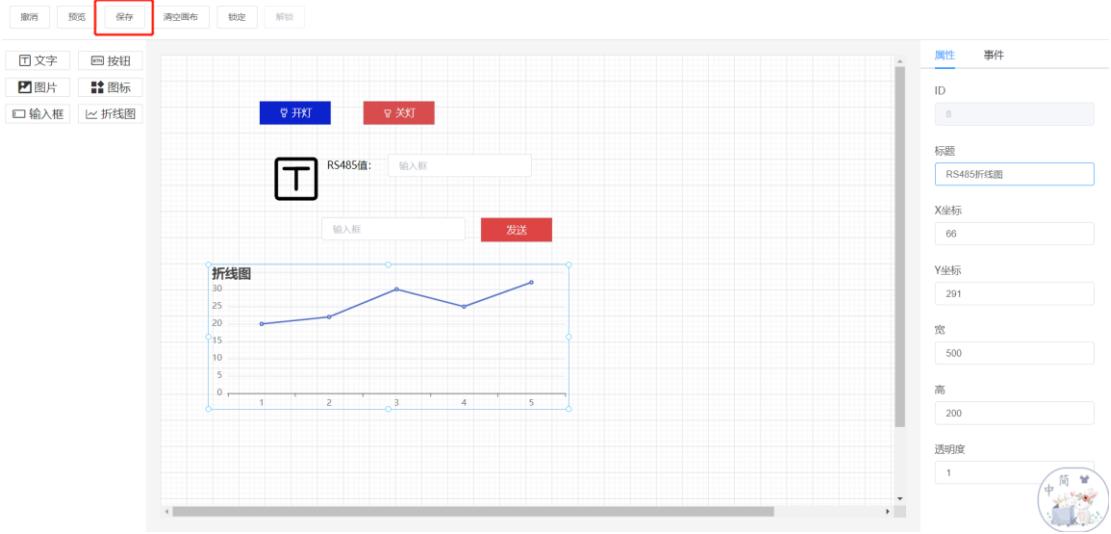 撤消 预览 保存 清空画布 锁定 解锁
文字 按钮
图片 图标
输入框 折线图
开灯 关灯
RS485值: 输入框
输入框 发送
折线图
30
25
20
15
10
5
0
1 2 3 4 5
属性 事件
ID
8
标题
RS485折线图
X坐标
66
Y坐标
291
宽
500
高
200
透明度
1
中 简